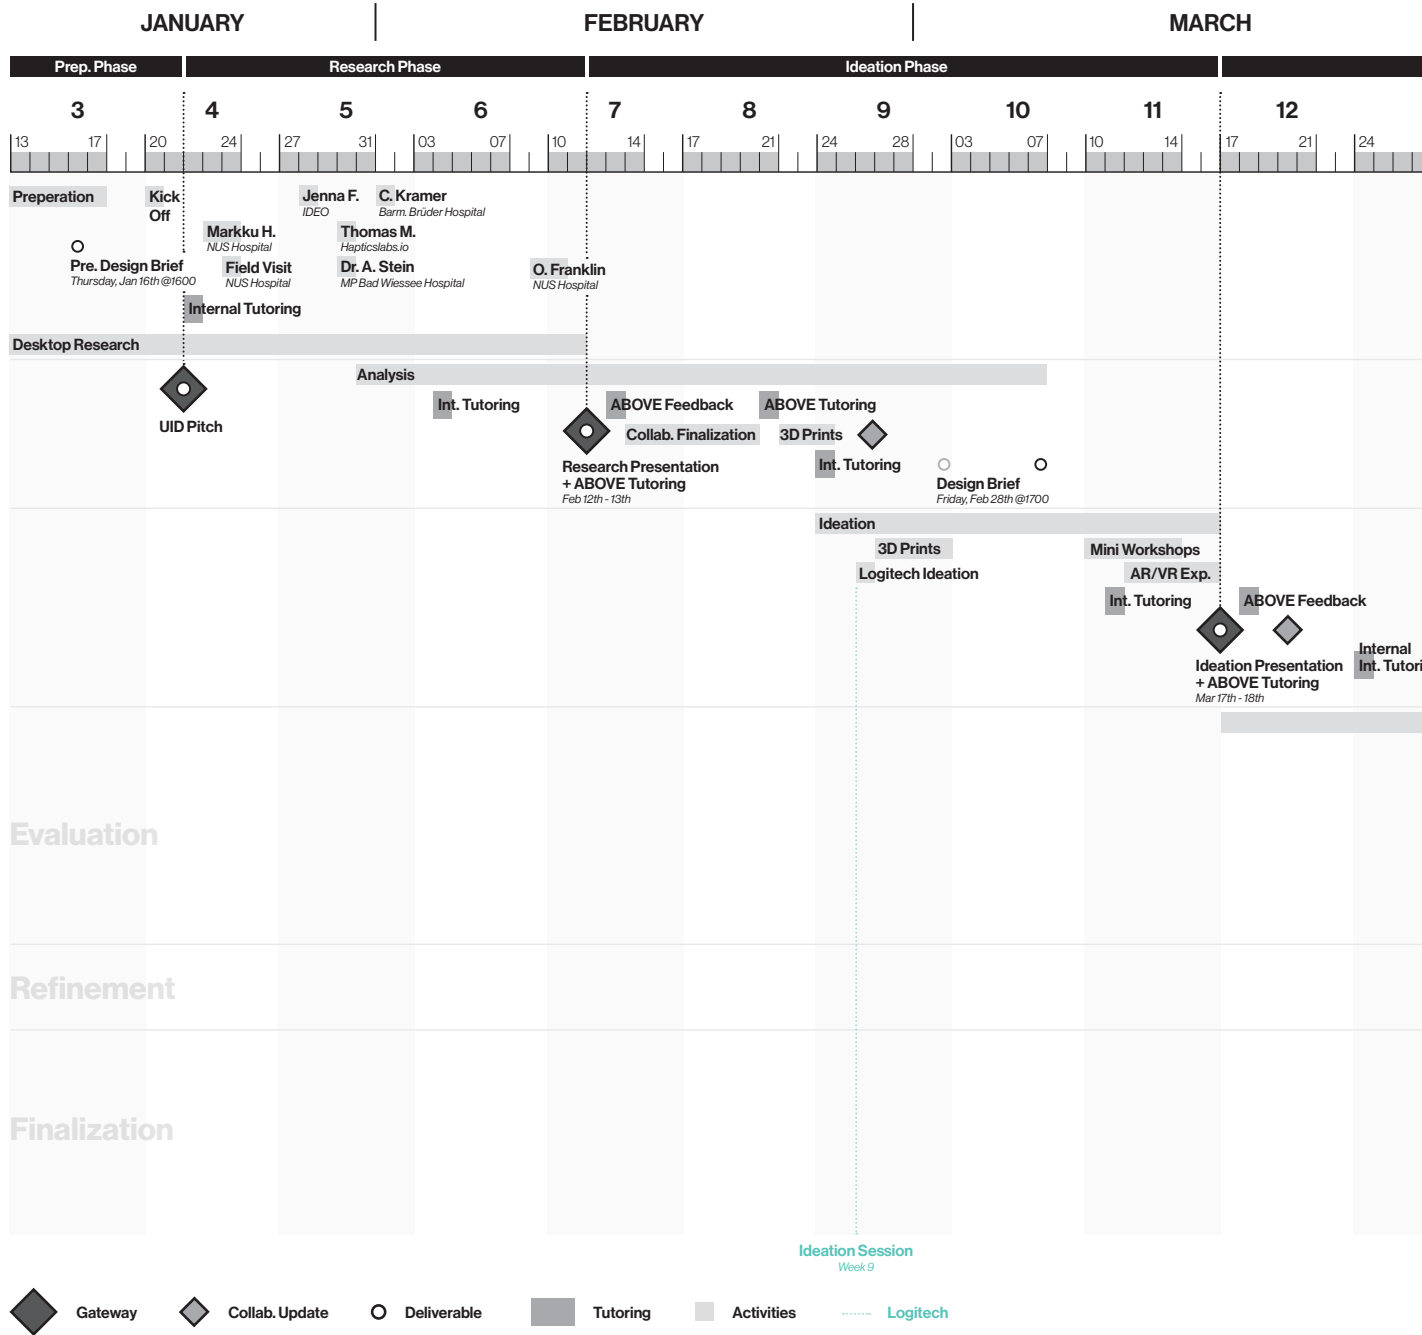 JANUARY FEBRUARY MARCH
Prep. Phase Research Phase Ideation Phase
3 4 5 6 7 8 9 10 11 12
13 17 20 24 27 31 03 07 10 14 17 21 24 28 03 07 10 14 17 21 24
Preperation Kick Jenna F. C. Kramer
Off IDEO Barm. Brüder Hospital
Markku H. Thomas M.
NUS Hospital Hapticslabs.io
Pre. Design Brief Field Visit Dr. A. Stein O. Franklin
Thursday, Jan 16th @1600 NUS Hospital MP Bad Wiessee Hospital NUS Hospital
Internal Tutoring
Desktop Research
Analysis
Int. Tutoring ABOVE Feedback ABOVE Tutoring
UID Pitch Collab. Finalization 3D Prints
Research Presentation Int. Tutoring
+ ABOVE Tutoring Design Brief
Feb 12th - 13th Friday, Feb 28th @1700
Ideation
3D Prints Mini Workshops
Logitech Ideation AR/VR Exp.
Int. Tutoring ABOVE Feedback
Internal
Ideation Presentation Int. Tutori
+ ABOVE Tutoring
Mar 17th - 18th
Evaluation
Refinement
Finalization
Ideation Session
Week 9
Gateway Collab. Update Deliverable Tutoring Activities Logitech